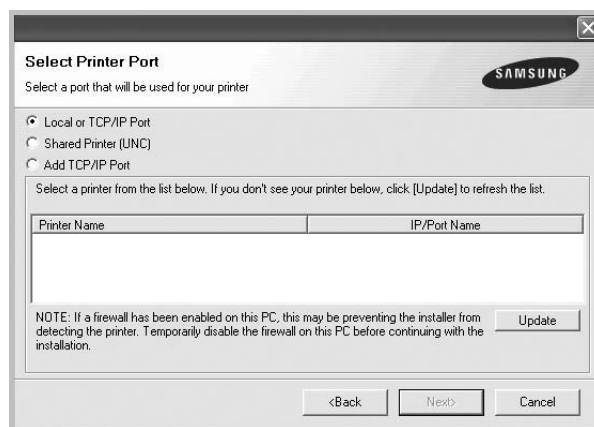 Select Printer Port
Select a port that will be used for your printer
SAMSUNG
Local or TCP/IP Port
Shared Printer (UNC)
Add TCP/IP Port
Select a printer from the list below. If you don't see your printer below, click [Update] to refresh the list.
Printer Name IP/Port Name
NOTE: If a firewall has been enabled on this PC, this may be preventing the installer from
detecting the printer. Temporarily disable the firewall on this PC before continuing with the
installation.
Update
<Back Next> Cancel